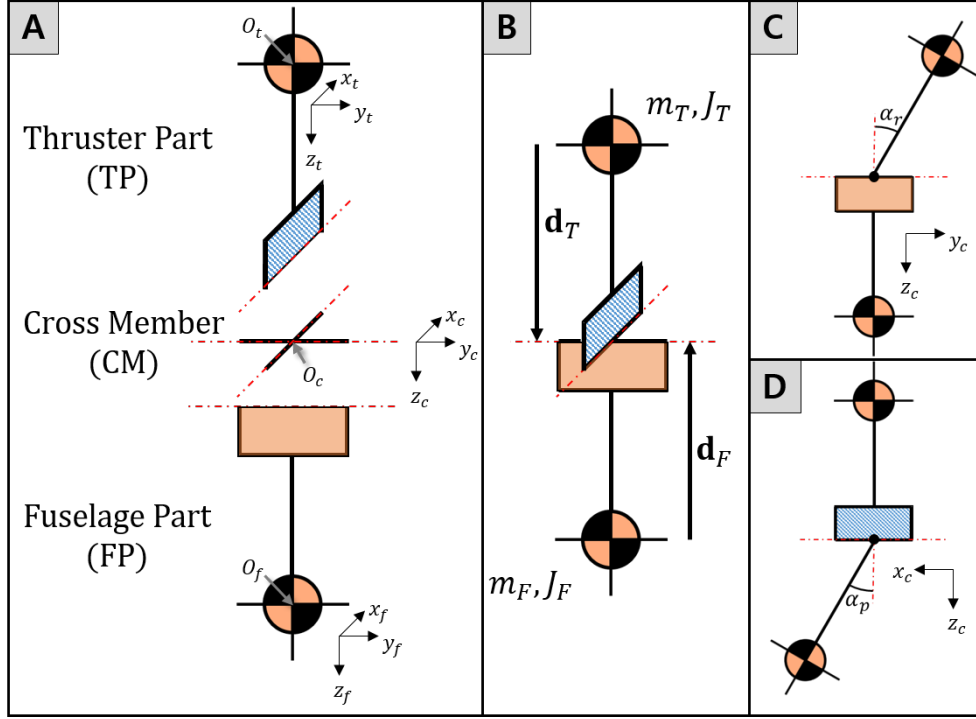 A
O_t
x_t
y_t
z_t
Thruster Part
(TP)
Cross Member
(CM)
x_c
y_c
z_c
O_c
Fuselage Part
(FP)
O_f
x_f
y_f
z_f
B
m_T, J_T
d_T
d_F
m_F, J_F
C
α_r
y_c
z_c
D
x_c
α_p
z_c